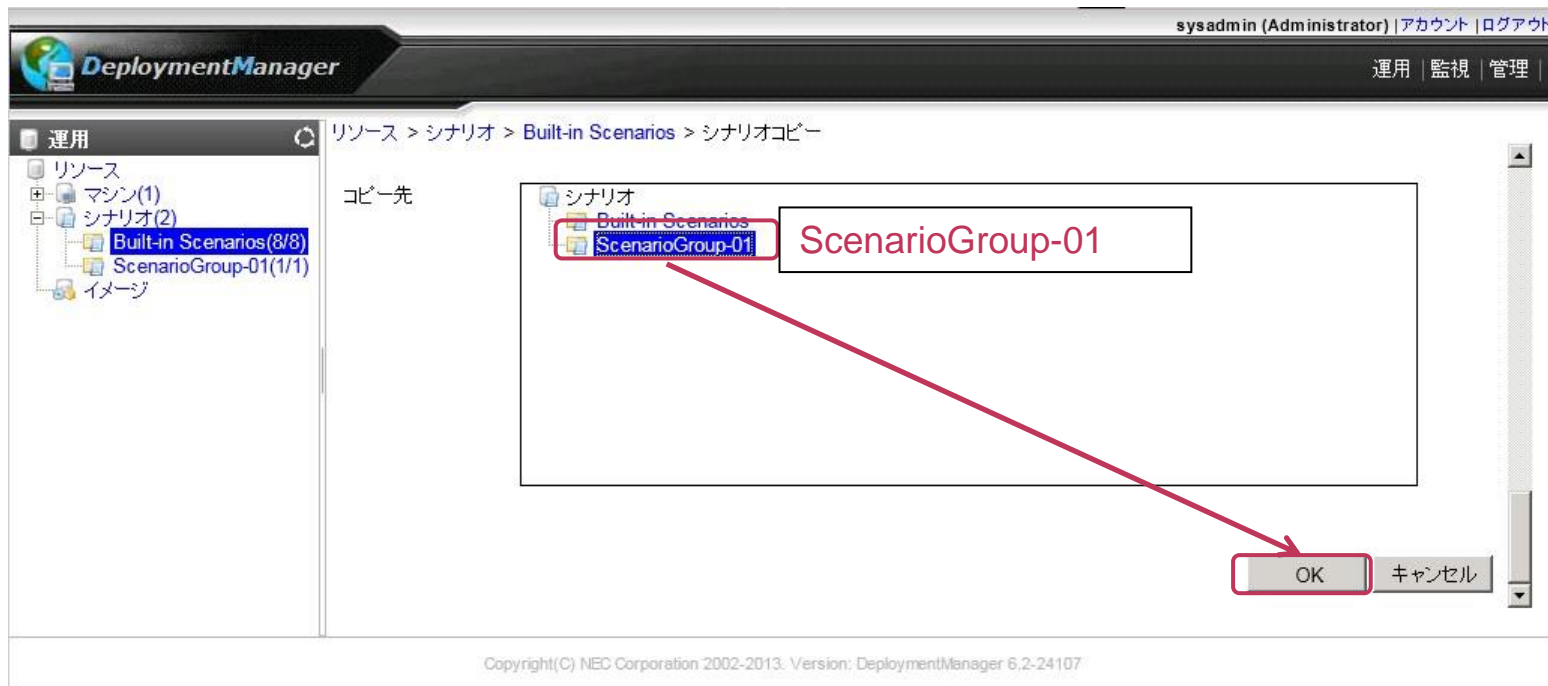 sysadmin (Administrator) | アカウント | ログアウト
DeploymentManager
運用 | 監視 | 管理 |
運用
リソース > シナリオ > Built-in Scenarios > シナリオコピー
リソース
マシン(1)
シナリオ(2)
Built-in Scenarios(8/8)
ScenarioGroup-01(1/1)
イメージ
コピー先
シナリオ
Built-in Scenarios
ScenarioGroup-01
ScenarioGroup-01
OK
キャンセル
Copyright(C) NEC Corporation 2002-2013. Version: DeploymentManager 6.2-24107